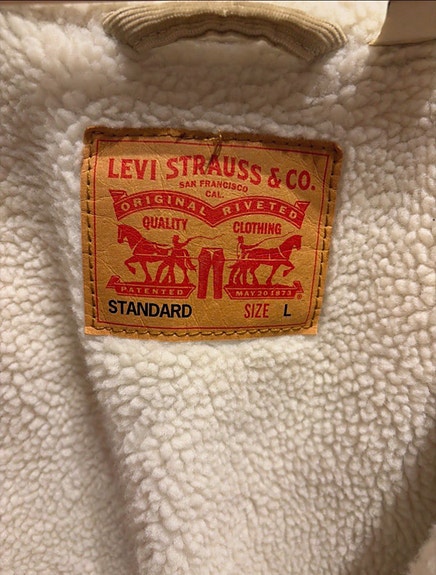 LEVI STRAUSS & CO.
SAN FRANCISCO
CAL.
ORIGINAL RIVETED
QUALITY CLOTHING
PATENTED MAY 20 1873
STANDARD SIZE L